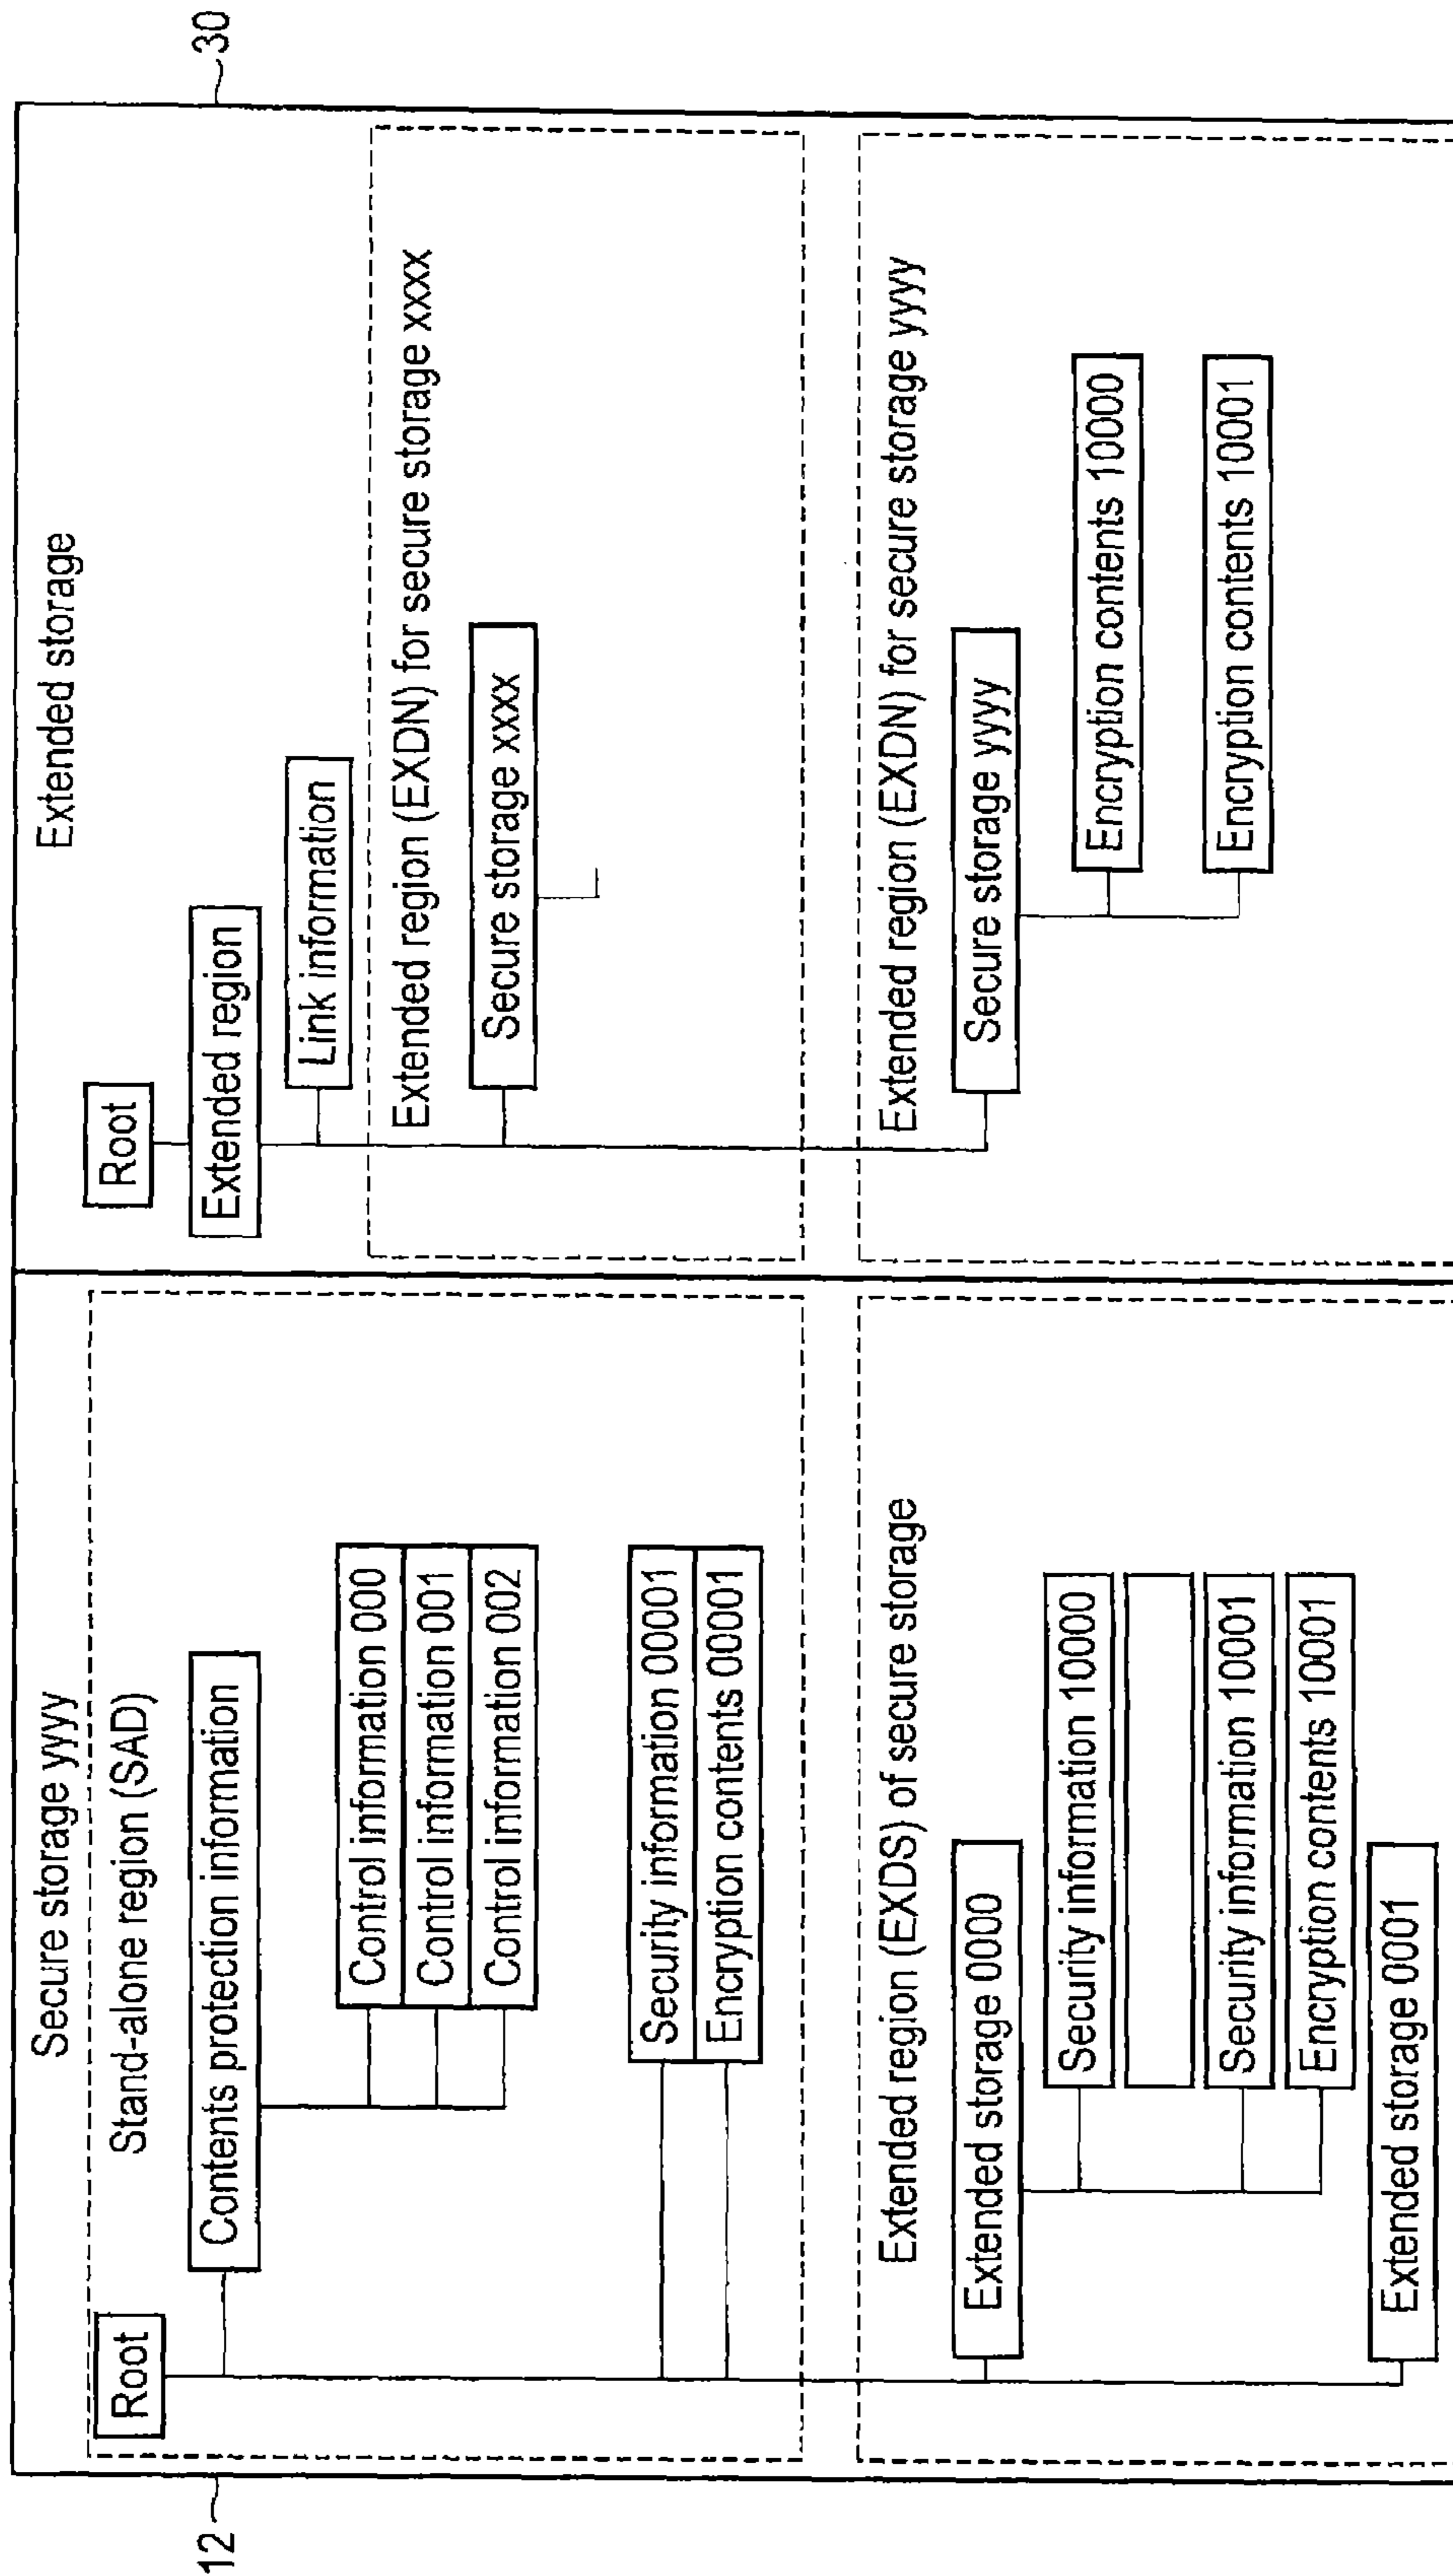 12
Secure storage yyyy
Stand-alone region (SAD)
Root
Contents protection information
Control information 000
Control information 001
Control information 002
Security information 00001
Encryption contents 00001
Extended region (EXDS) of secure storage
Extended storage 0000
Security information 10000
Security information 10001
Encryption contents 10001
Extended storage 0001
30
Extended storage
Root
Extended region
Link information
Extended region (EXDN) for secure storage xxxx
Secure storage xxxx
Extended region (EXDN) for secure storage yyyy
Secure storage yyyy
Encryption contents 10000
Encryption contents 10001